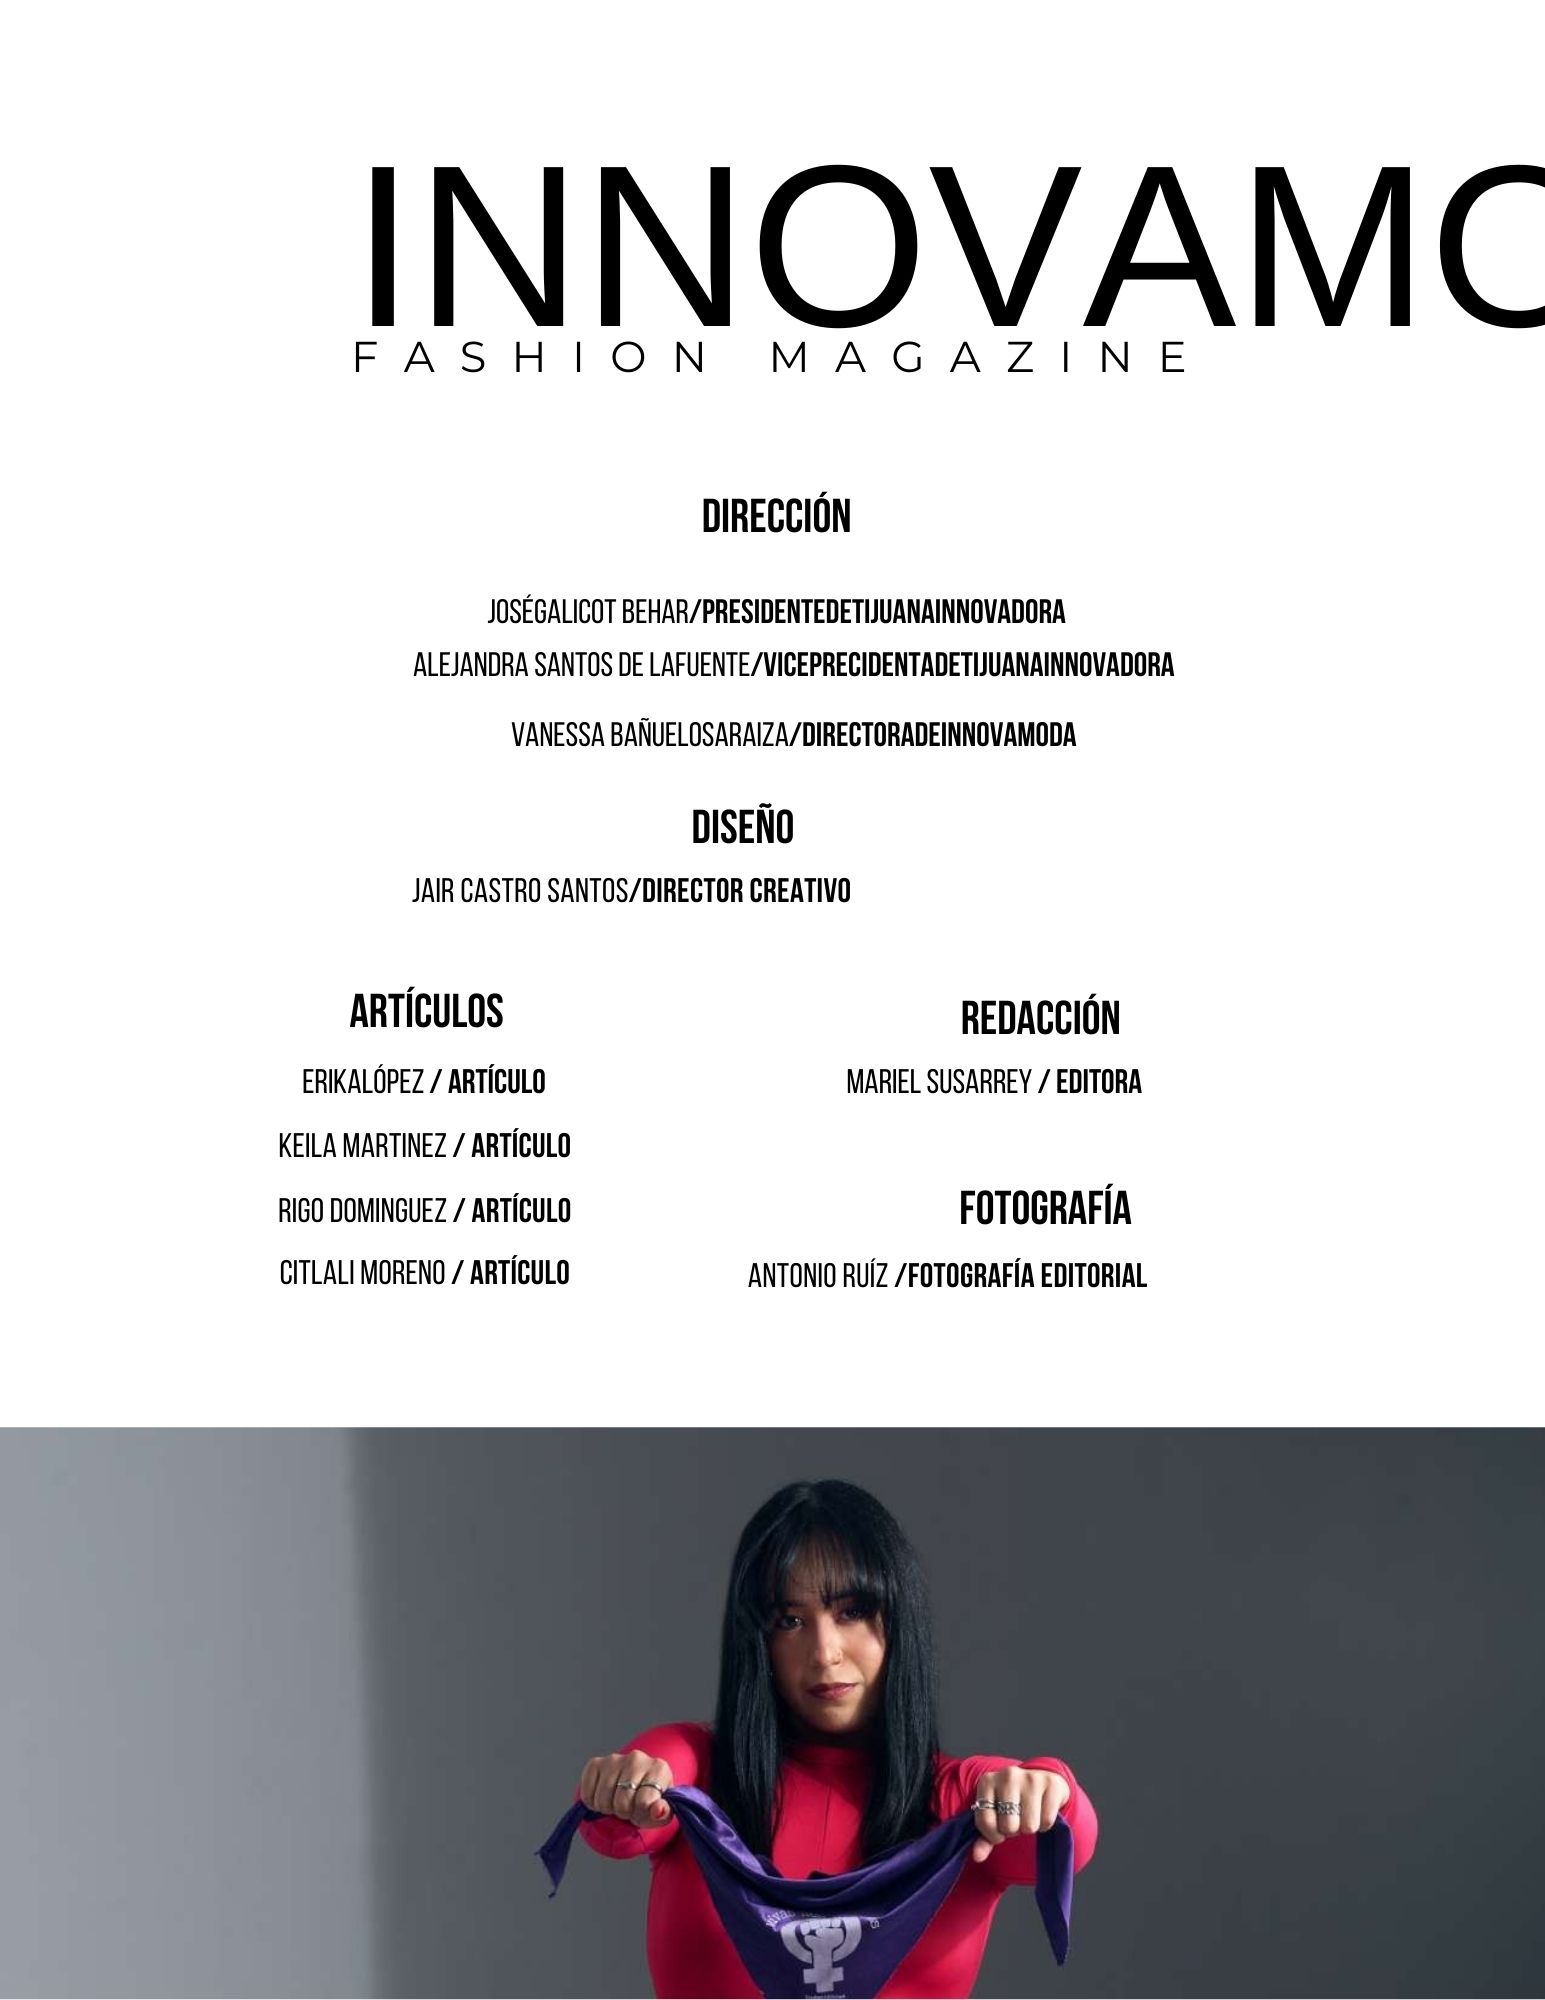 INNOVAMO
FASHION MAGAZINE
DIRECCIÓN
JOSÉGALICOT BEHAR/PRESIDENTEDETIJUANAINNOVADORA
ALEJANDRA SANTOS DE LAFUENTE/VICEPRECIDENTADETIJUANAINNOVADORA
VANESSA BAÑUELOSARAIZA/DIRECTORADEINNOVAMODA
DISEÑO
JAIR CASTRO SANTOS/DIRECTOR CREATIVO
ARTÍCULOS
ERIKALÓPEZ / ARTÍCULO
KEILA MARTINEZ / ARTÍCULO
RIGO DOMINGUEZ / ARTÍCULO
CITLALI MORENO / ARTÍCULO
REDACCIÓN
MARIEL SUSARREY / EDITORA
FOTOGRAFÍA
ANTONIO RUÍZ /FOTOGRAFÍA EDITORIAL